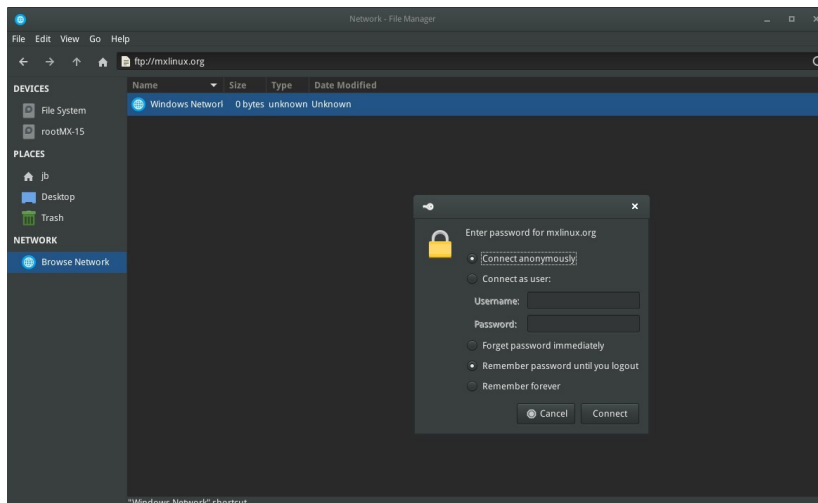 Network - File Manager
File Edit View Go Help
ftp://mxlinux.org
DEVICES
File System
rootMX-15
PLACES
jb
Desktop
Trash
NETWORK
Browse Network
Name Size Type Date Modified
Windows Networl 0 bytes unknown Unknown
Enter password for mxlinux.org
Connect anonymously
Connect as user:
Username:
Password:
Forget password immediately
Remember password until you logout
Remember forever
Cancel Connect
"Windows Network" shortcut